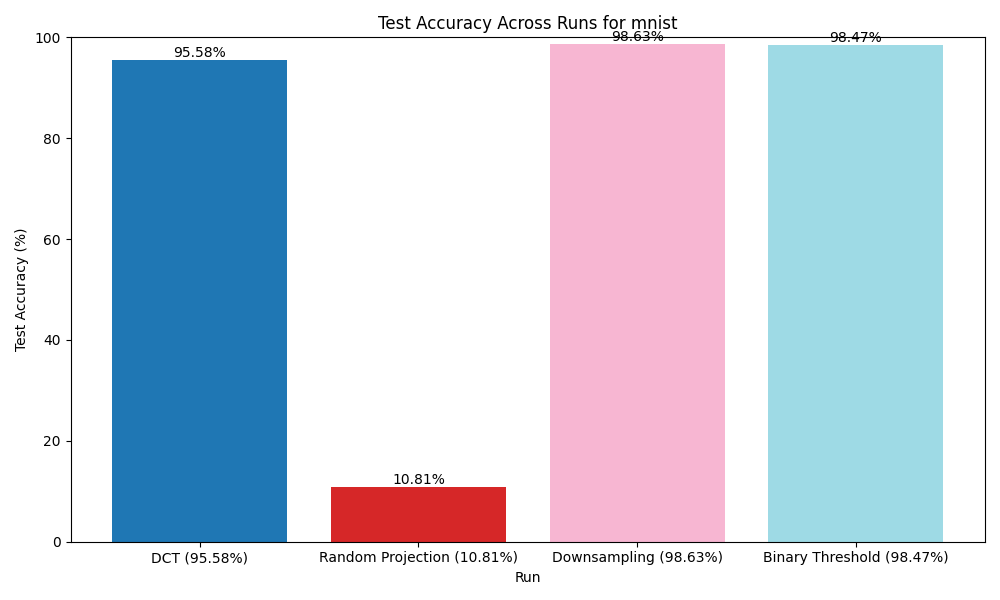 Test Accuracy Across Runs for mnist
Test Accuracy (%)
100
80
60
40
20
0
95.58%
10.81%
98.63%
98.47%
DCT (95.58%)
Random Projection (10.81%)
Downsampling (98.63%)
Binary Threshold (98.47%)
Run